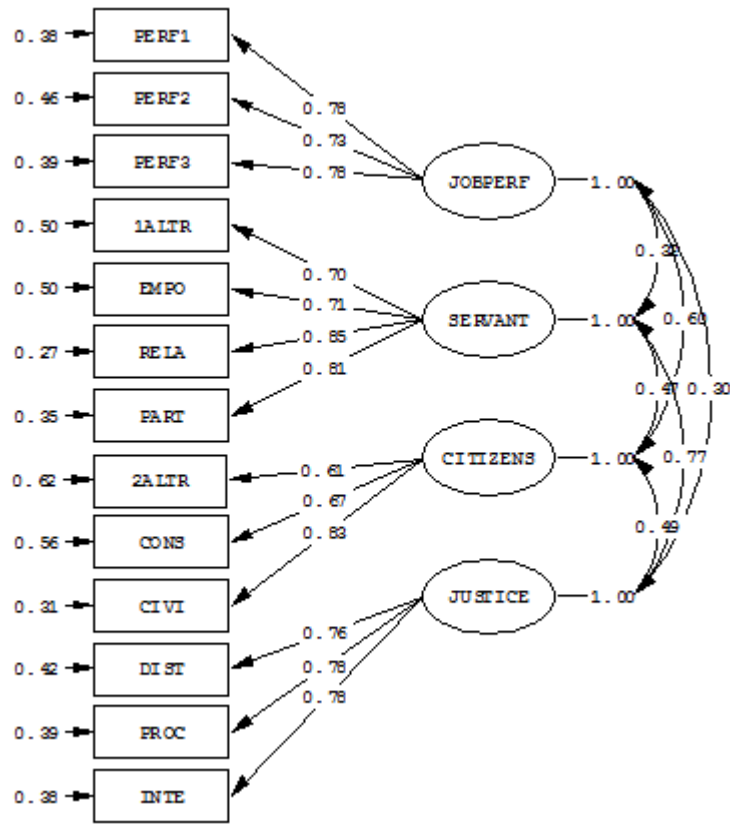 0.38 PERF1
0.46 PERF2
0.78
0.73
0.39 PERF3
0.78
JOBPERF 1.00
0.50 1ALTR
0.70
0.50 EMPO
0.71
SERVANT 1.00
0.60
0.27 RELA
0.85
0.81
0.47
0.30
0.35 PART
0.61
CITIZENS 1.00
0.77
0.62 2ALTR
0.67
0.56 CONS
0.83
0.49
0.31 CIVI
JUSTICE 1.00
0.76
0.42 DIST
0.78
0.78
0.39 PROC
0.38 INTE